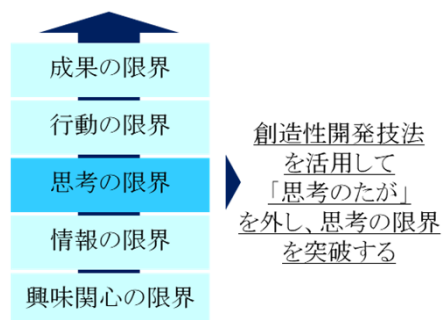 成果の限界
行動の限界
思考の限界
情報の限界
興味関心の限界
創造性開発技法
を活用して
「思考のたが」
を外し、思考の限界
を突破する